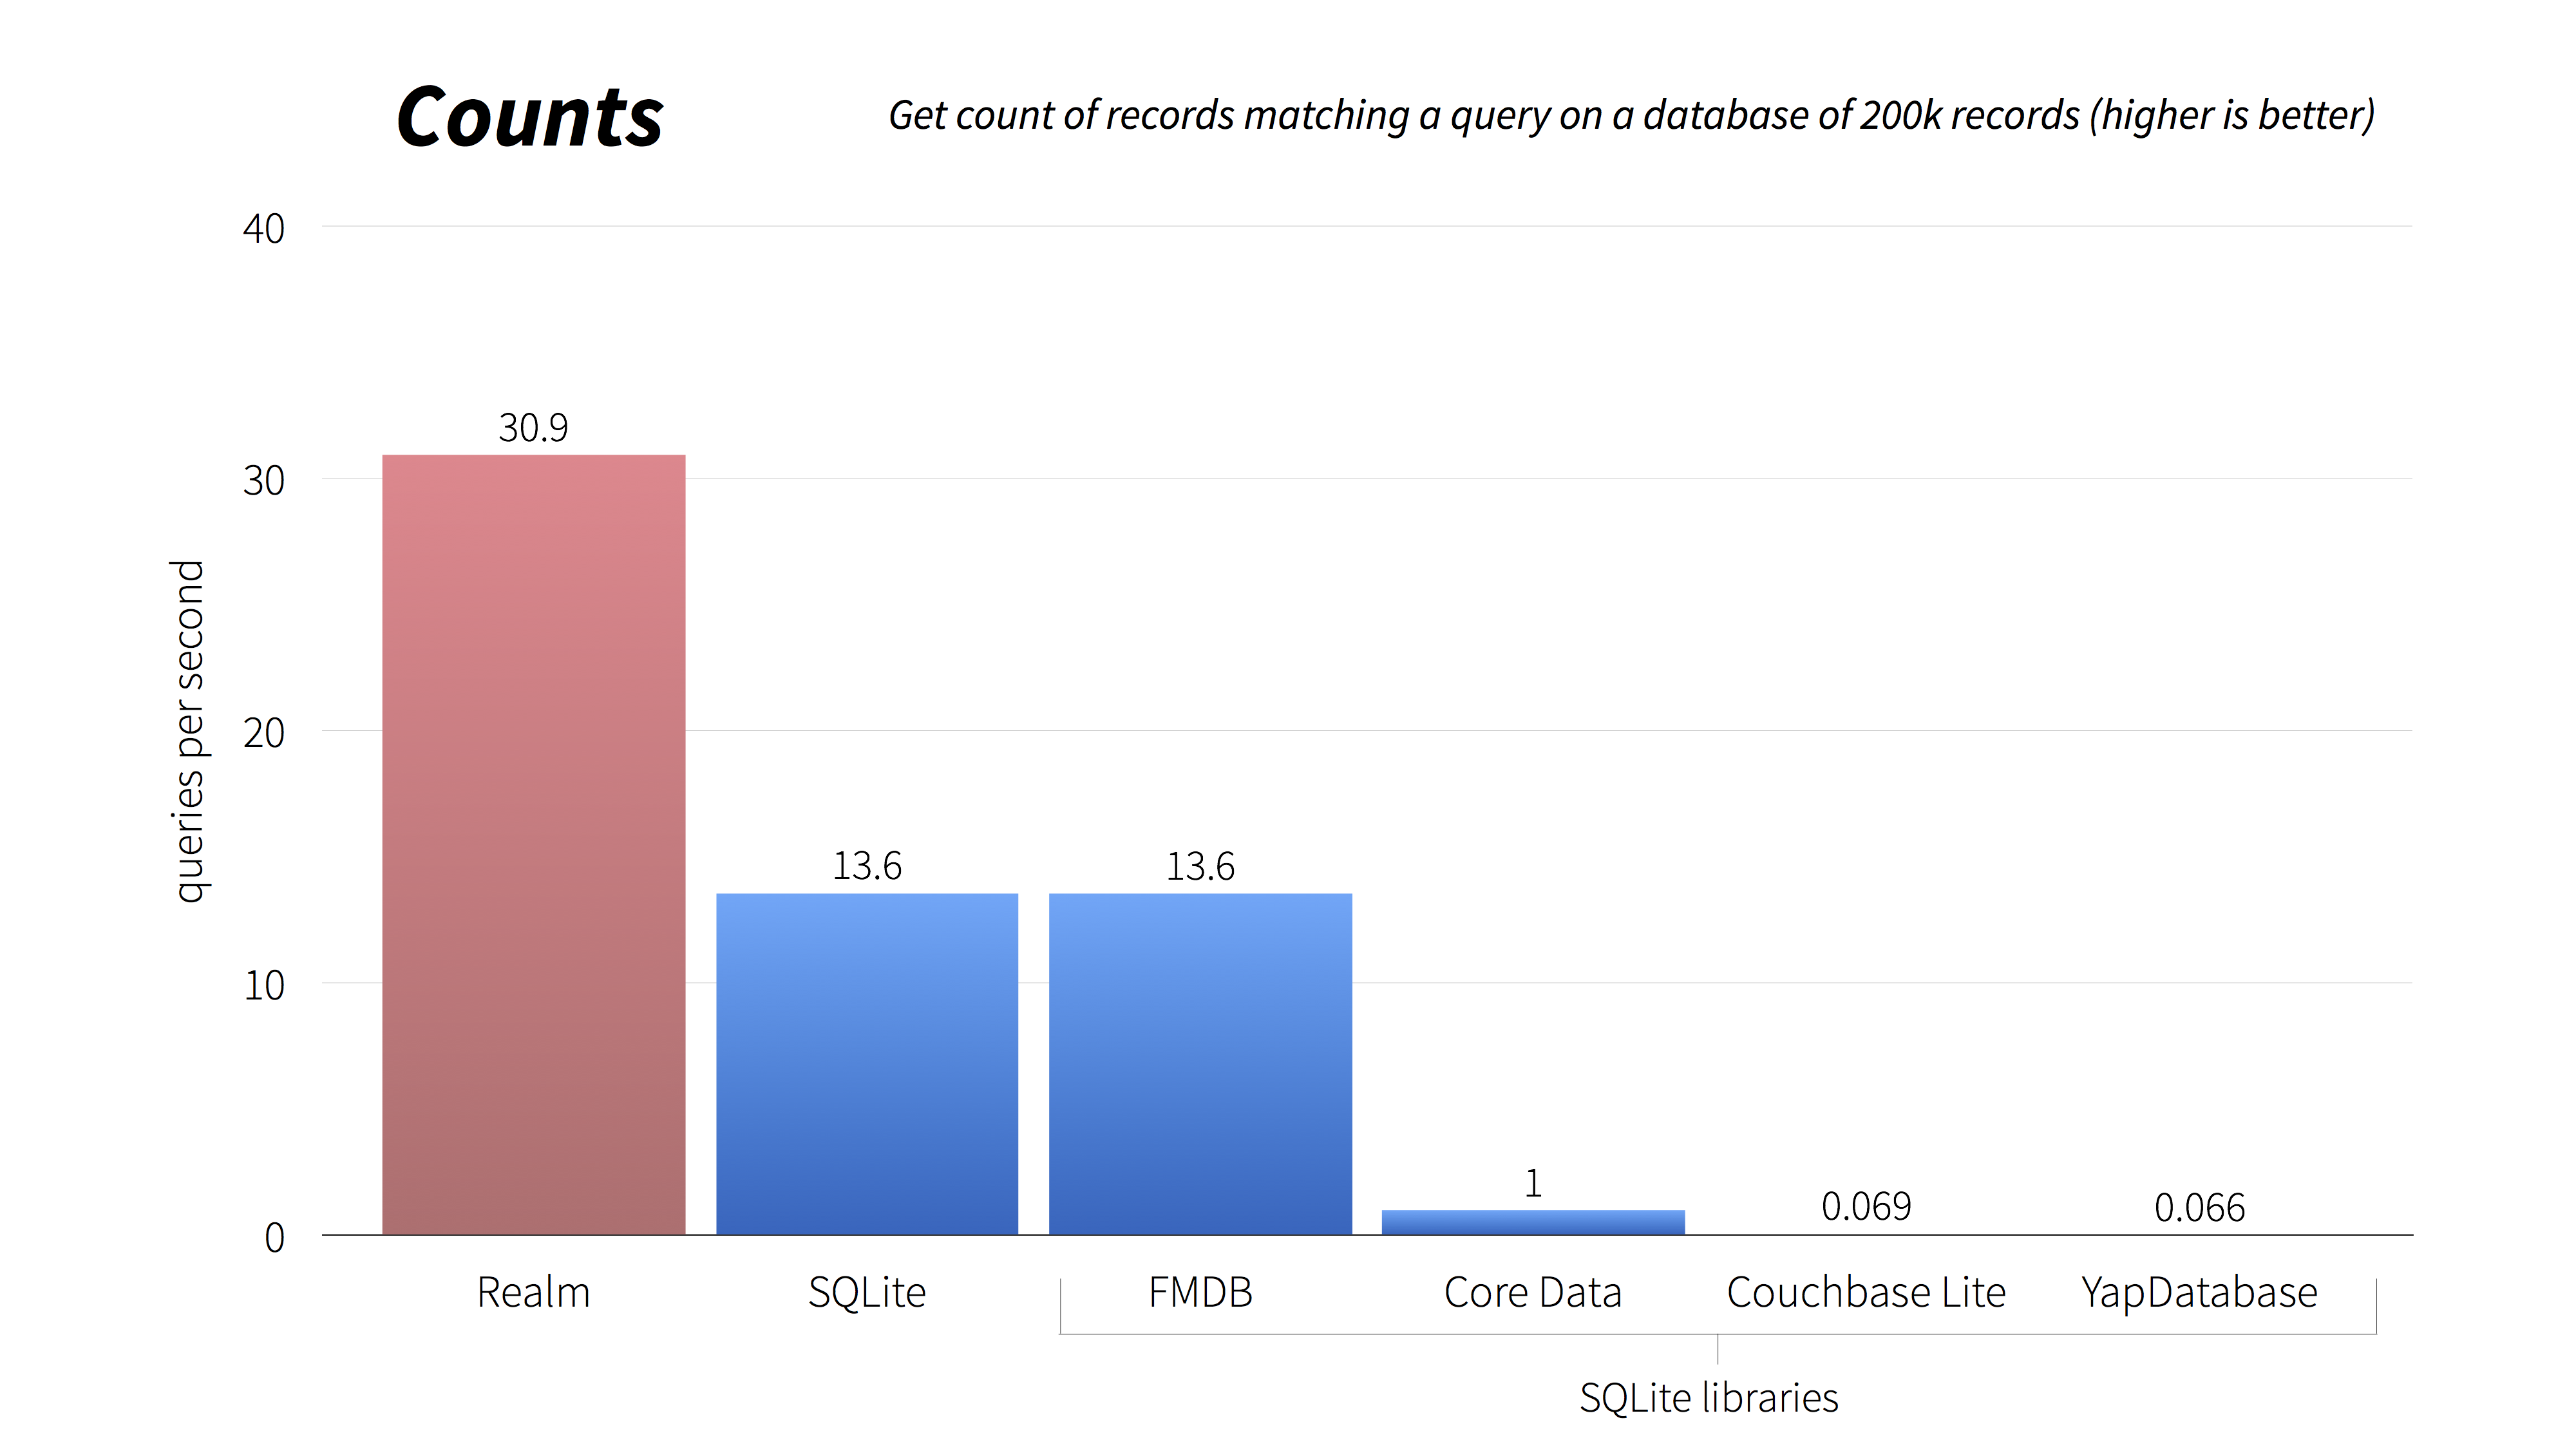 Counts
Get count of records matching a query on a database of 200k records (higher is better)
40
30
20
10
0
queries per second
30.9
13.6
13.6
1
0.069
0.066
Realm
SQLite
FMDB
Core Data
Couchbase Lite
YapDatabase
SQLite libraries